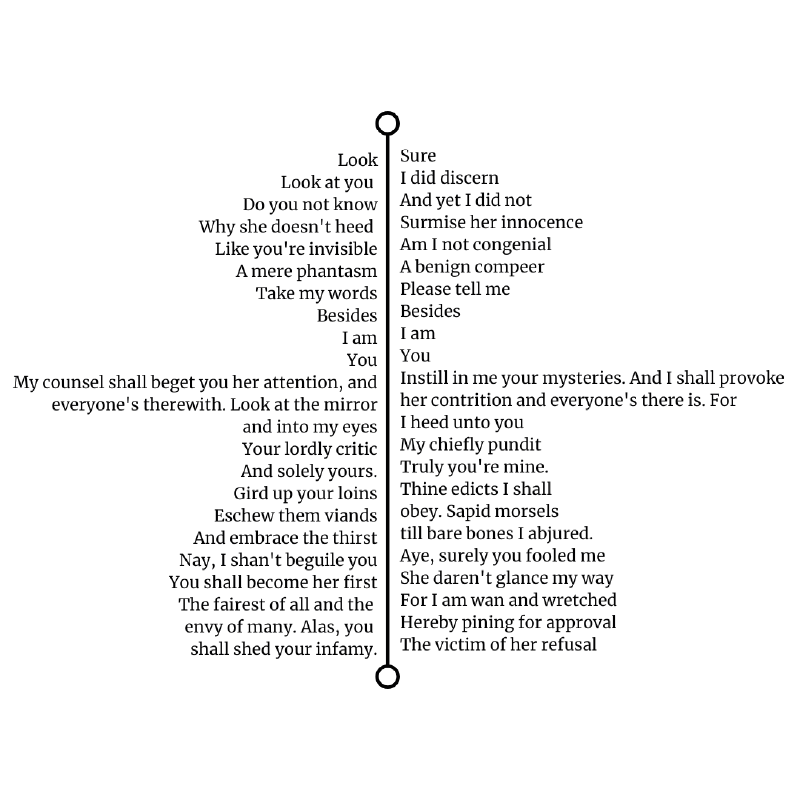 Look
Look at you
Do you not know
Why she doesn't heed
Like you're invisible
A mere phantasm
Take my words
Besides
I am
You
My counsel shall beget you her attention, and
everyone's therewith. Look at the mirror
and into my eyes
Your lordly critic
And solely yours.
Gird up your loins
Eschew them viands
And embrace the thirst
Nay, I shan't beguile you
You shall become her first
The fairest of all and the
envy of many. Alas, you
shall shed your infamy.
Sure
I did discern
And yet I did not
Surmise her innocence
Am I not congenial
A benign compeer
Please tell me
Besides
I am
You
Instill in me your mysteries. And I shall provoke
her contrition and everyone's there is. For
I heed unto you
My chiefly pundit
Truly you're mine.
Thine edicts I shall
obey. Sapid morsels
till bare bones I abjured.
Aye, surely you fooled me
She daren't glance my way
For I am wan and wretched
Hereby pining for approval
The victim of her refusal